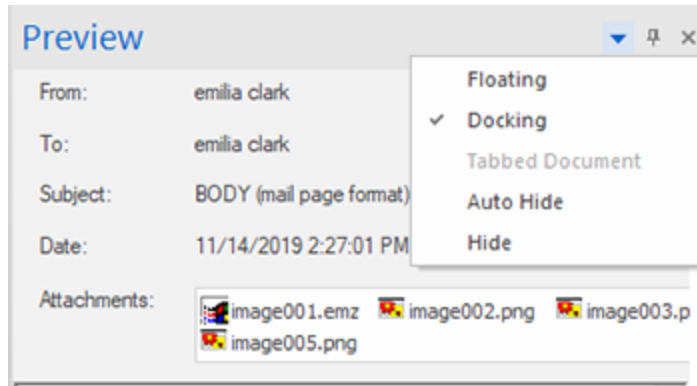 Preview
Floating
Docking
Tabbed Document
Auto Hide
Hide
From: emilia clark
To: emilia clark
Subject: BODY (mail page format)
Date: 11/14/2019 2:27:01 PM
Attachments: image001.emz image002.png image003.p
image005.png